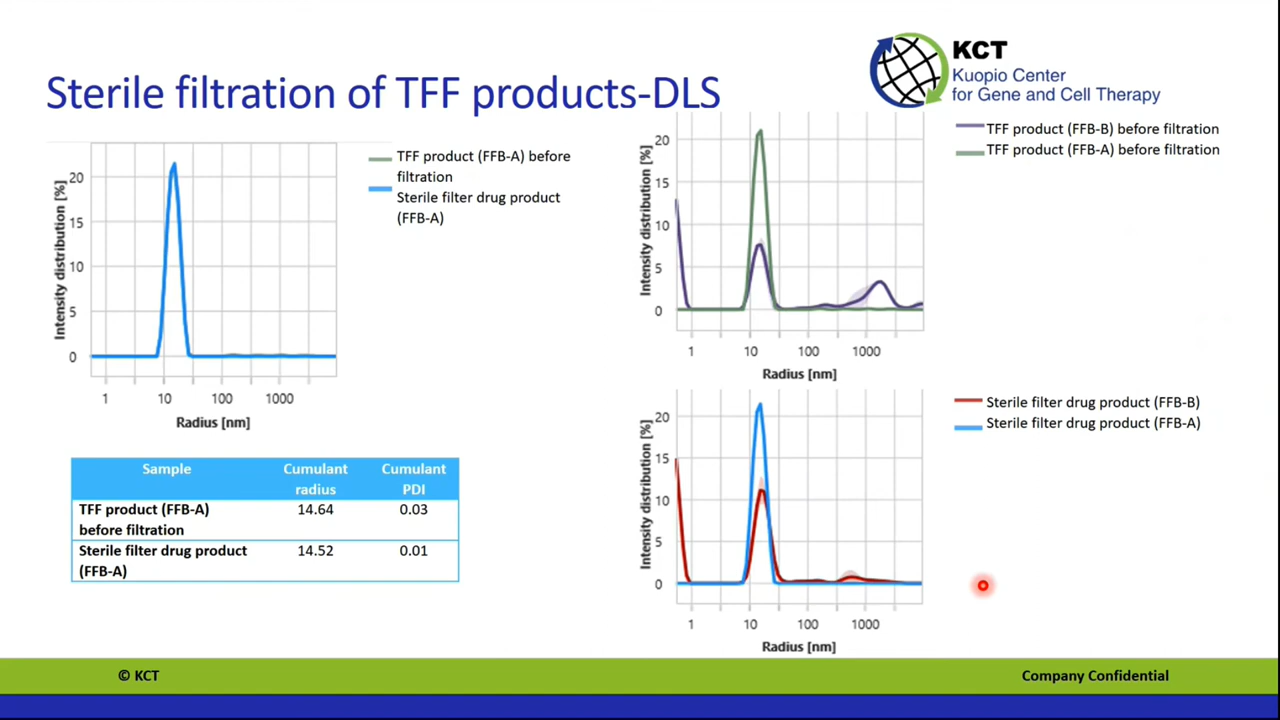 KCT
Kuopio Center
for Gene and Cell Therapy
Sterile filtration of TFF products-DLS
Intensity distribution [%]
20
15
10
5
0
1
10
100
1000
Radius [nm]
TFF product (FFB-A) before
filtration
Sterile filter drug product
(FFB-A)
Sample
Cumulant
radius
Cumulant
PDI
TFF product (FFB-A)
before filtration
14.64
0.03
Sterile filter drug product
(FFB-A)
14.52
0.01
Intensity distribution [%]
20
15
10
5
0
1
10
100
1000
Radius [nm]
TFF product (FFB-B) before filtration
TFF product (FFB-A) before filtration
Intensity distribution [%]
20
15
10
5
0
1
10
100
1000
Radius [nm]
Sterile filter drug product (FFB-B)
Sterile filter drug product (FFB-A)
© KCT
Company Confidential